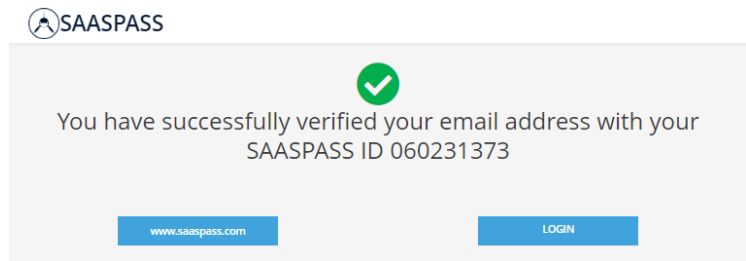 SAASPASS
You have successfully verified your email address with your
SAASPASS ID 060231373
www.saaspass.com
LOGIN